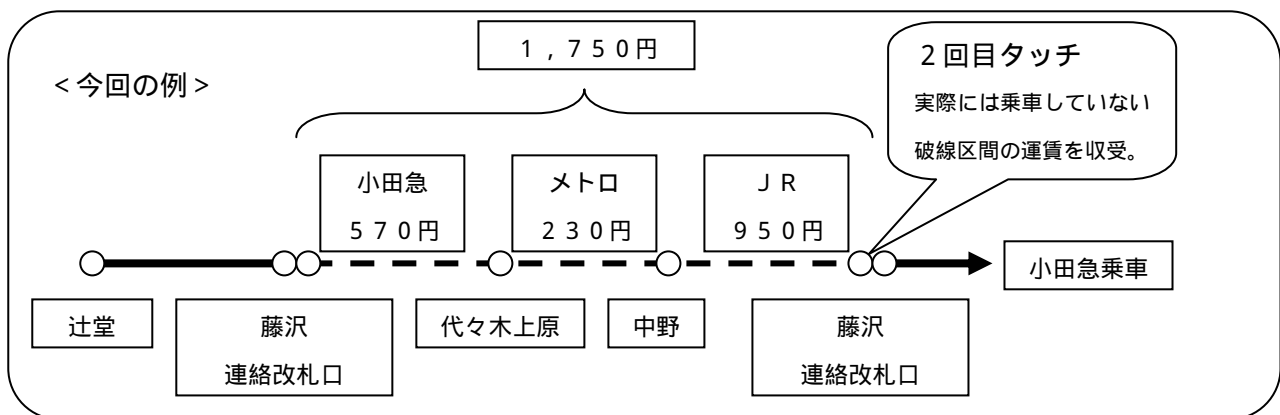 １，７５０円
２回目タッチ
実際には乗車していない
破線区間の運賃を収受。
＜今回の例＞
小田急
５７０円
メトロ
２３０円
ＪＲ
９５０円
小田急乗車
辻堂
藤沢
連絡改札口
代々木上原
中野
藤沢
連絡改札口